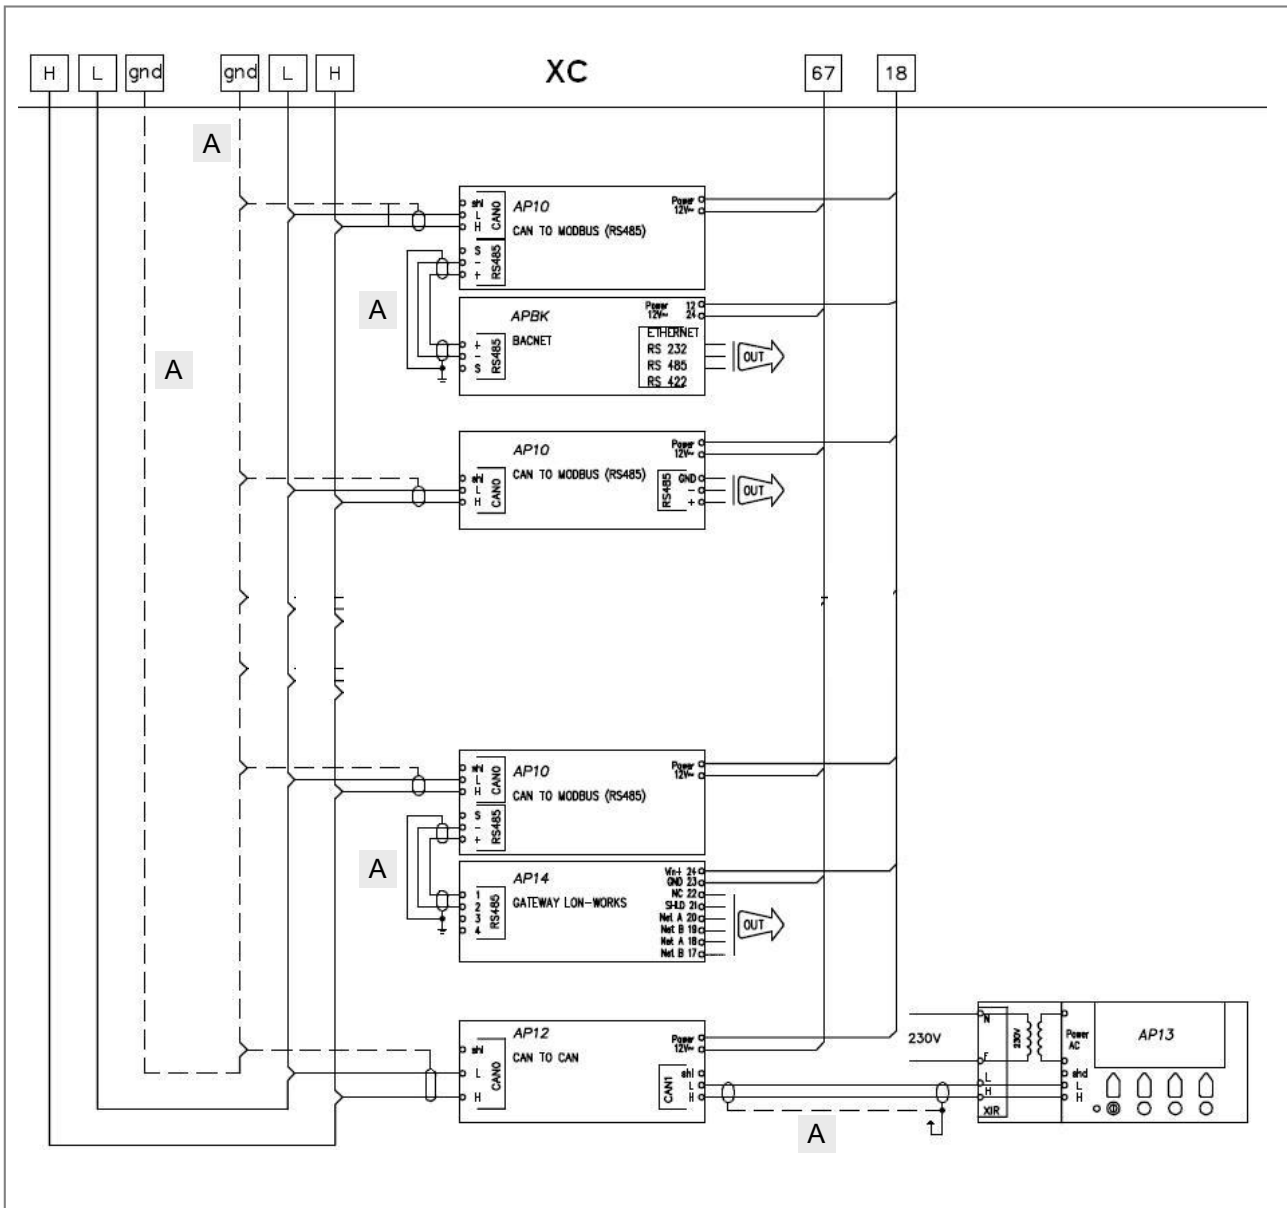 H L gnd gnd L H XC 67 18
A
shl
L
H
CANO
AP10
CAN TO MODBUS (RS485)
Power
12V~
S
-
+
RS485
A
APBK
BACNET
Power 12
12V~ 24
ETHERNET
RS 232
RS 485
RS 422
OUT
+
-
S
RS485
A
AP10
CAN TO MODBUS (RS485)
Power
12V~
shl
L
H
CANO
RS485
GND
-
+
OUT
shl
L
H
CANO
AP10
CAN TO MODBUS (RS485)
Power
12V~
S
-
+
RS485
A
AP14
GATEWAY LON-WORKS
1
2
3
4
RS485
Vin+ 24
GND 23
NC 22
SHLD 21
Net A 20
Net B 19
Net A 18
Net B 17
OUT
AP12
CAN TO CAN
shl
L
H
CANO
Power
12V~
shl
L
H
CAN1
A
230V
N
F
L
H
XIR
230V
Power
AC
shd
L
H
AP13